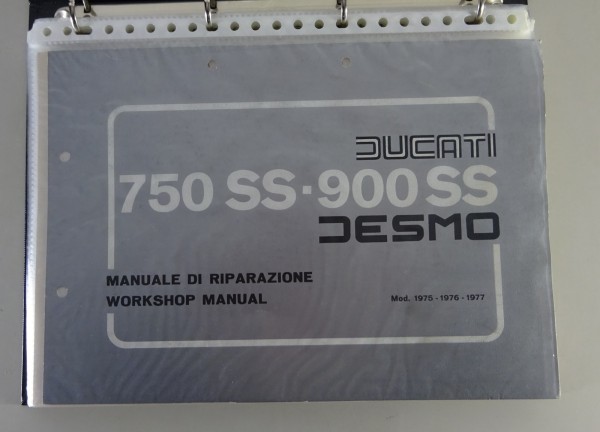 DUCATI
750 SS·900 SS
DESMO
MANUALE DI RIPARAZIONE
WORKSHOP MANUAL
Mod. 1975-1976-1977